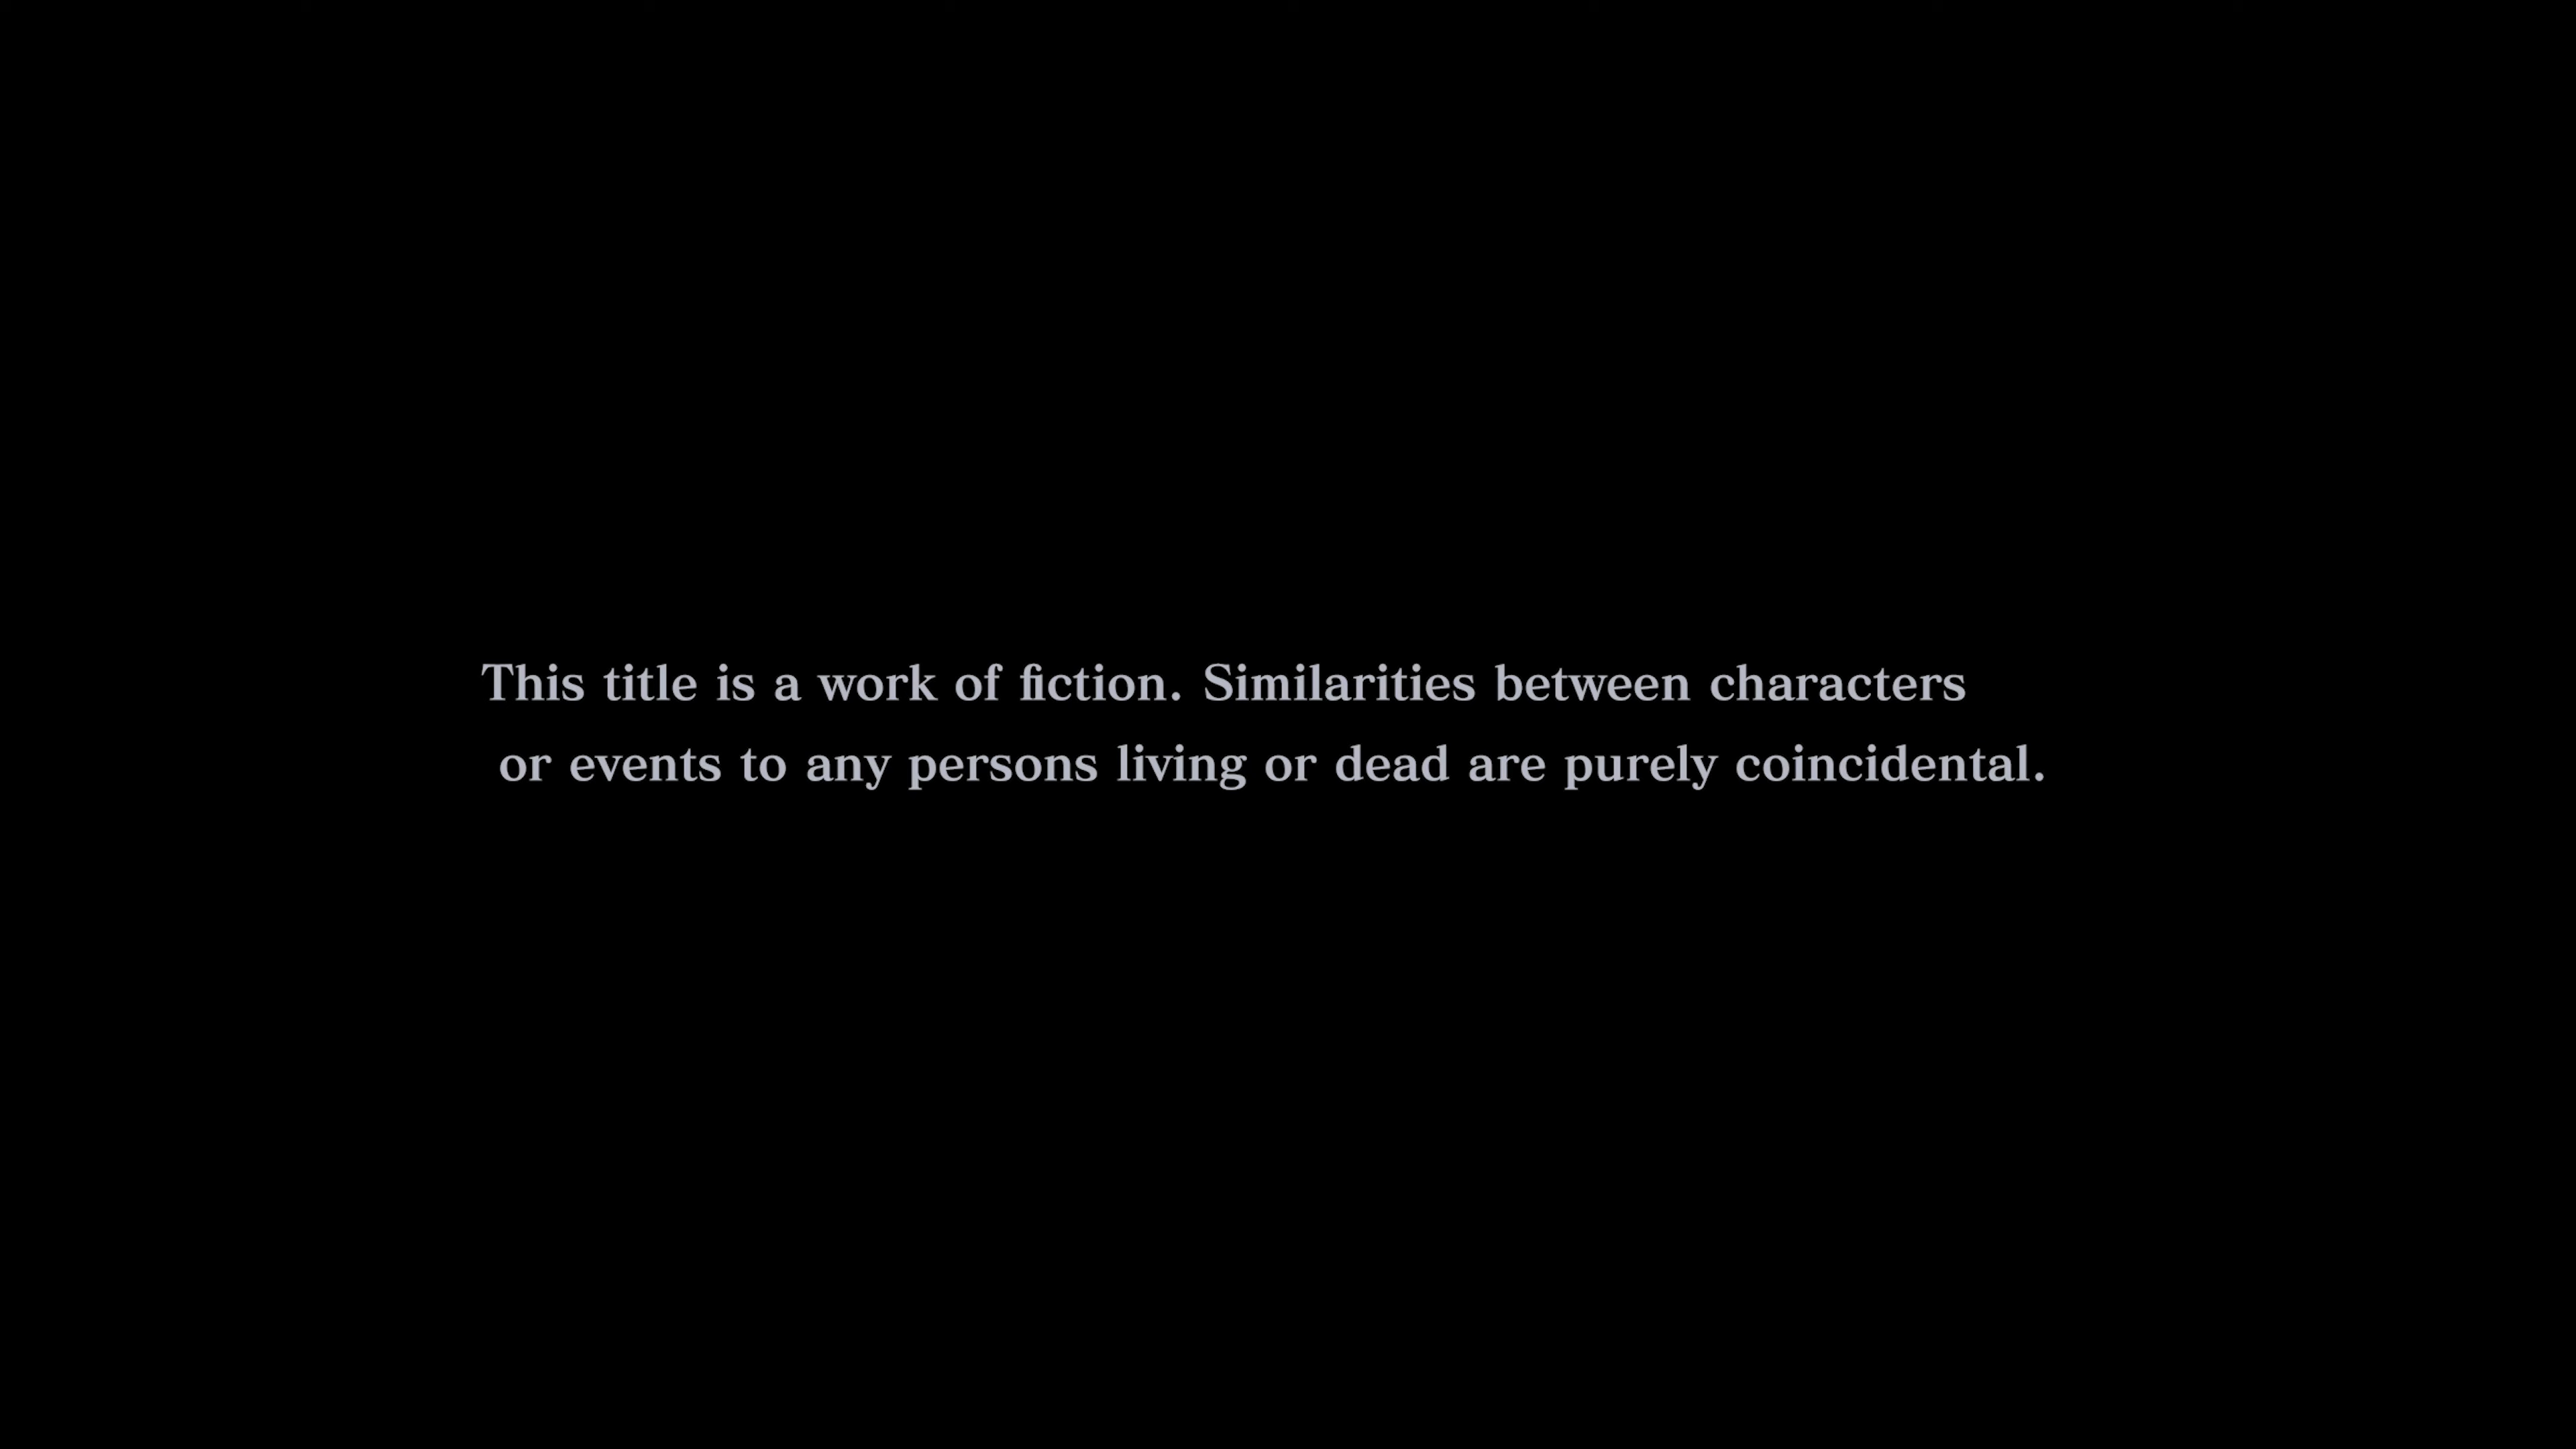 This title is a work of fiction. Similarities between characters
or events to any persons living or dead are purely coincidental.